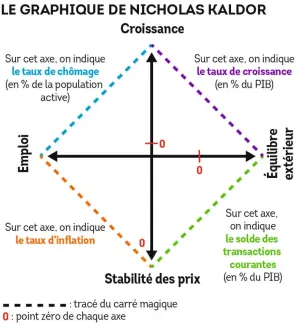 LE GRAPHIQUE DE NICHOLAS KALDOR
Croissance
Sur cet axe, on indique
le taux de chômage
(en % de la population
active)
Sur cet axe, on indique
le taux de croissance
(en % du PIB)
0
Emploi
0
Équilibre
extérieur
Sur cet axe, on indique
le taux d'inflation
0
Sur cet axe,
on indique
le solde des
transactions
courantes
(en % du PIB)
Stabilité des prix
: tracé du carré magique
0 : point zéro de chaque axe